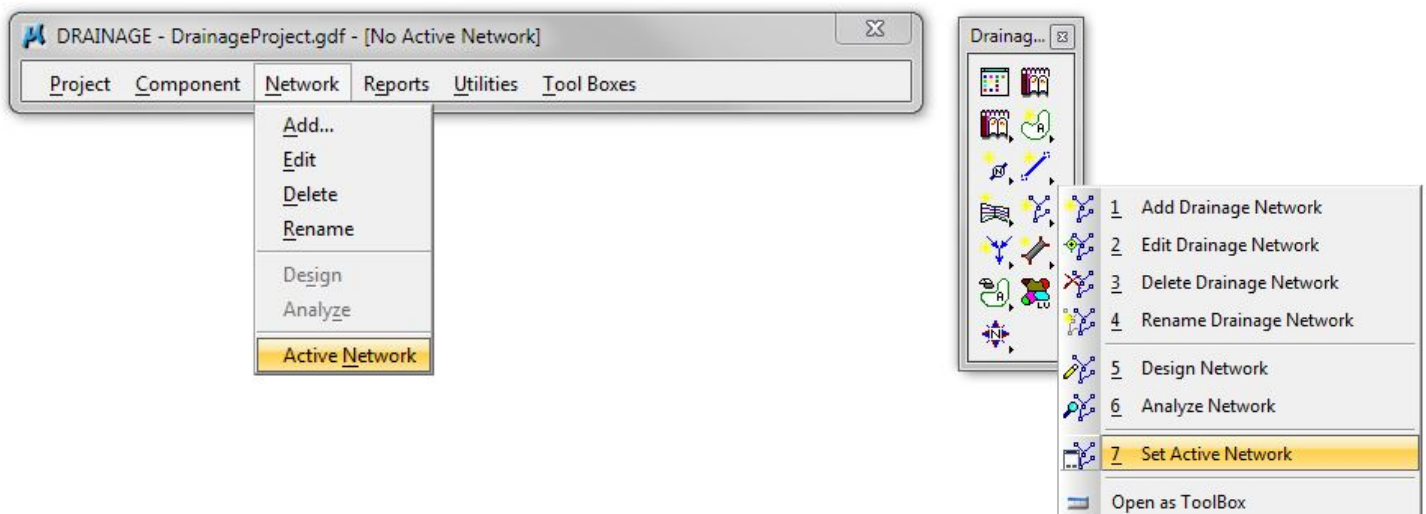 DRAINAGE - DrainageProject.gdf - [No Active Network]
Project Component Network Reports Utilities Tool Boxes
Add...
Edit
Delete
Rename
Design
Analyze
Active Network
Drainag...
A
N
A
LU
N
1 Add Drainage Network
2 Edit Drainage Network
3 Delete Drainage Network
4 Rename Drainage Network
5 Design Network
6 Analyze Network
7 Set Active Network
Open as ToolBox